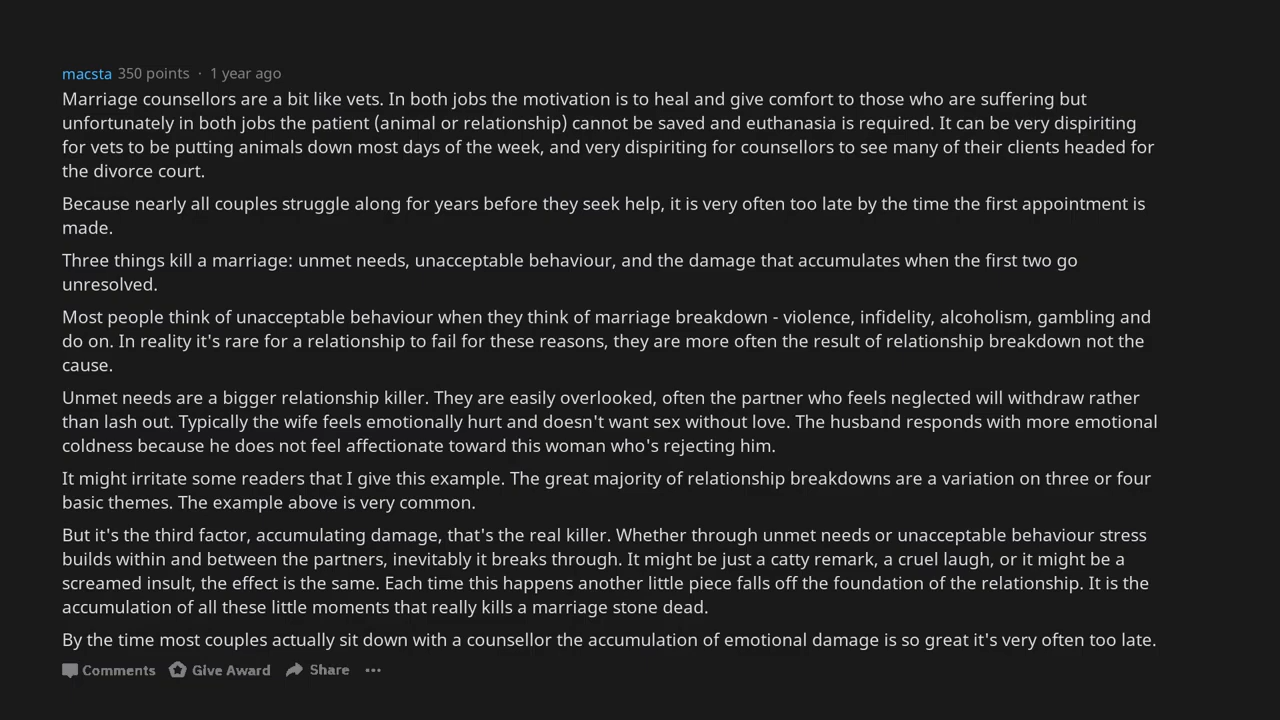 macsta 350 points · 1 year ago
Marriage counsellors are a bit like vets. In both jobs the motivation is to heal and give comfort to those who are suffering but
unfortunately in both jobs the patient (animal or relationship) cannot be saved and euthanasia is required. It can be very dispiriting
for vets to be putting animals down most days of the week, and very dispiriting for counsellors to see many of their clients headed for
the divorce court.
Because nearly all couples struggle along for years before they seek help, it is very often too late by the time the first appointment is
made.
Three things kill a marriage: unmet needs, unacceptable behaviour, and the damage that accumulates when the first two go
unresolved.
Most people think of unacceptable behaviour when they think of marriage breakdown - violence, infidelity, alcoholism, gambling and
do on. In reality it's rare for a relationship to fail for these reasons, they are more often the result of relationship breakdown not the
cause.
Unmet needs are a bigger relationship killer. They are easily overlooked, often the partner who feels neglected will withdraw rather
than lash out. Typically the wife feels emotionally hurt and doesn't want sex without love. The husband responds with more emotional
coldness because he does not feel affectionate toward this woman who's rejecting him.
It might irritate some readers that I give this example. The great majority of relationship breakdowns are a variation on three or four
basic themes. The example above is very common.
But it's the third factor, accumulating damage, that's the real killer. Whether through unmet needs or unacceptable behaviour stress
builds within and between the partners, inevitably it breaks through. It might be just a catty remark, a cruel laugh, or it might be a
screamed insult, the effect is the same. Each time this happens another little piece falls off the foundation of the relationship. It is the
accumulation of all these little moments that really kills a marriage stone dead.
By the time most couples actually sit down with a counsellor the accumulation of emotional damage is so great it's very often too late.
Comments Give Award Share ···